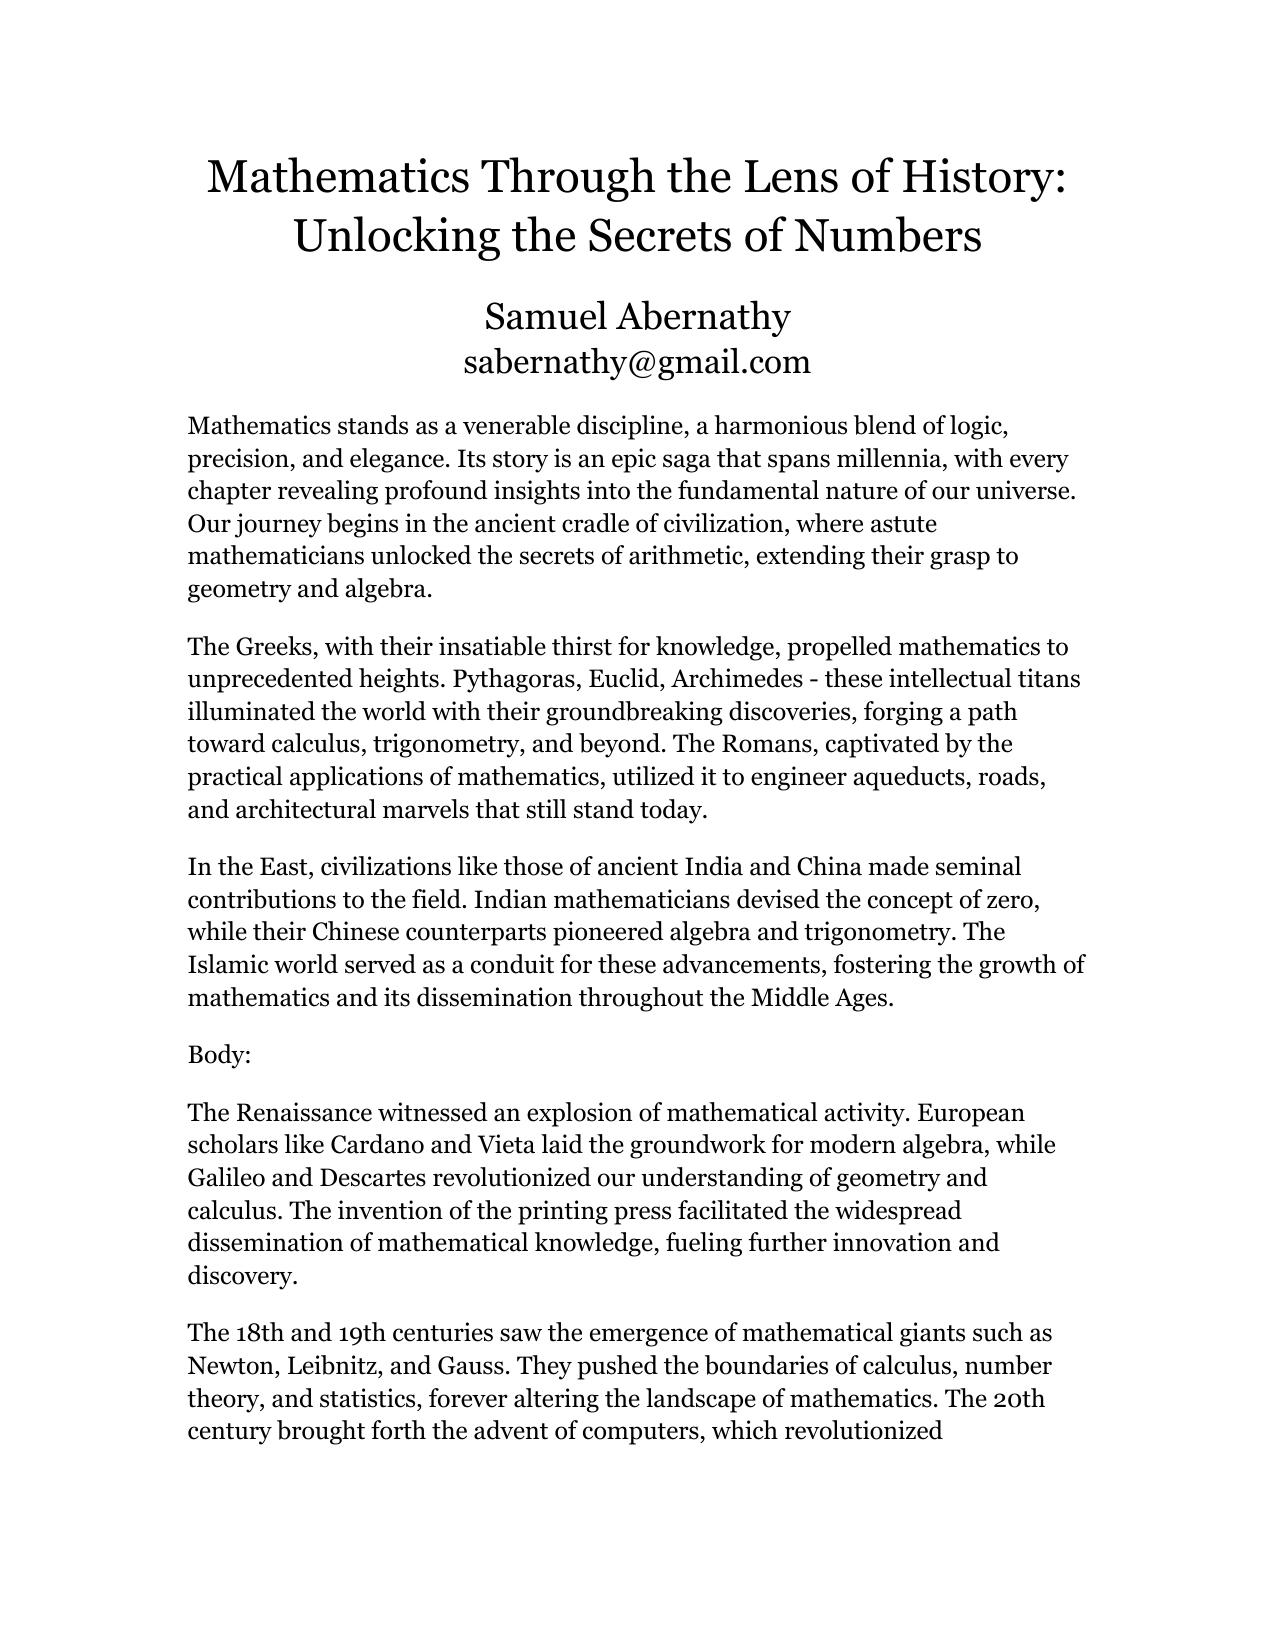 Mathematics Through the Lens of History:
Unlocking the Secrets of Numbers
Samuel Abernathy
sabernathy@gmail.com
Mathematics stands as a venerable discipline, a harmonious blend of logic,
precision, and elegance. Its story is an epic saga that spans millennia, with every
chapter revealing profound insights into the fundamental nature of our universe.
Our journey begins in the ancient cradle of civilization, where astute
mathematicians unlocked the secrets of arithmetic, extending their grasp to
geometry and algebra.
The Greeks, with their insatiable thirst for knowledge, propelled mathematics to
unprecedented heights. Pythagoras, Euclid, Archimedes - these intellectual titans
illuminated the world with their groundbreaking discoveries, forging a path
toward calculus, trigonometry, and beyond. The Romans, captivated by the
practical applications of mathematics, utilized it to engineer aqueducts, roads,
and architectural marvels that still stand today.
In the East, civilizations like those of ancient India and China made seminal
contributions to the field. Indian mathematicians devised the concept of zero,
while their Chinese counterparts pioneered algebra and trigonometry. The
Islamic world served as a conduit for these advancements, fostering the growth of
mathematics and its dissemination throughout the Middle Ages.
Body:
The Renaissance witnessed an explosion of mathematical activity. European
scholars like Cardano and Vieta laid the groundwork for modern algebra, while
Galileo and Descartes revolutionized our understanding of geometry and
calculus. The invention of the printing press facilitated the widespread
dissemination of mathematical knowledge, fueling further innovation and
discovery.
The 18th and 19th centuries saw the emergence of mathematical giants such as
Newton, Leibnitz, and Gauss. They pushed the boundaries of calculus, number
theory, and statistics, forever altering the landscape of mathematics. The 20th
century brought forth the advent of computers, which revolutionized